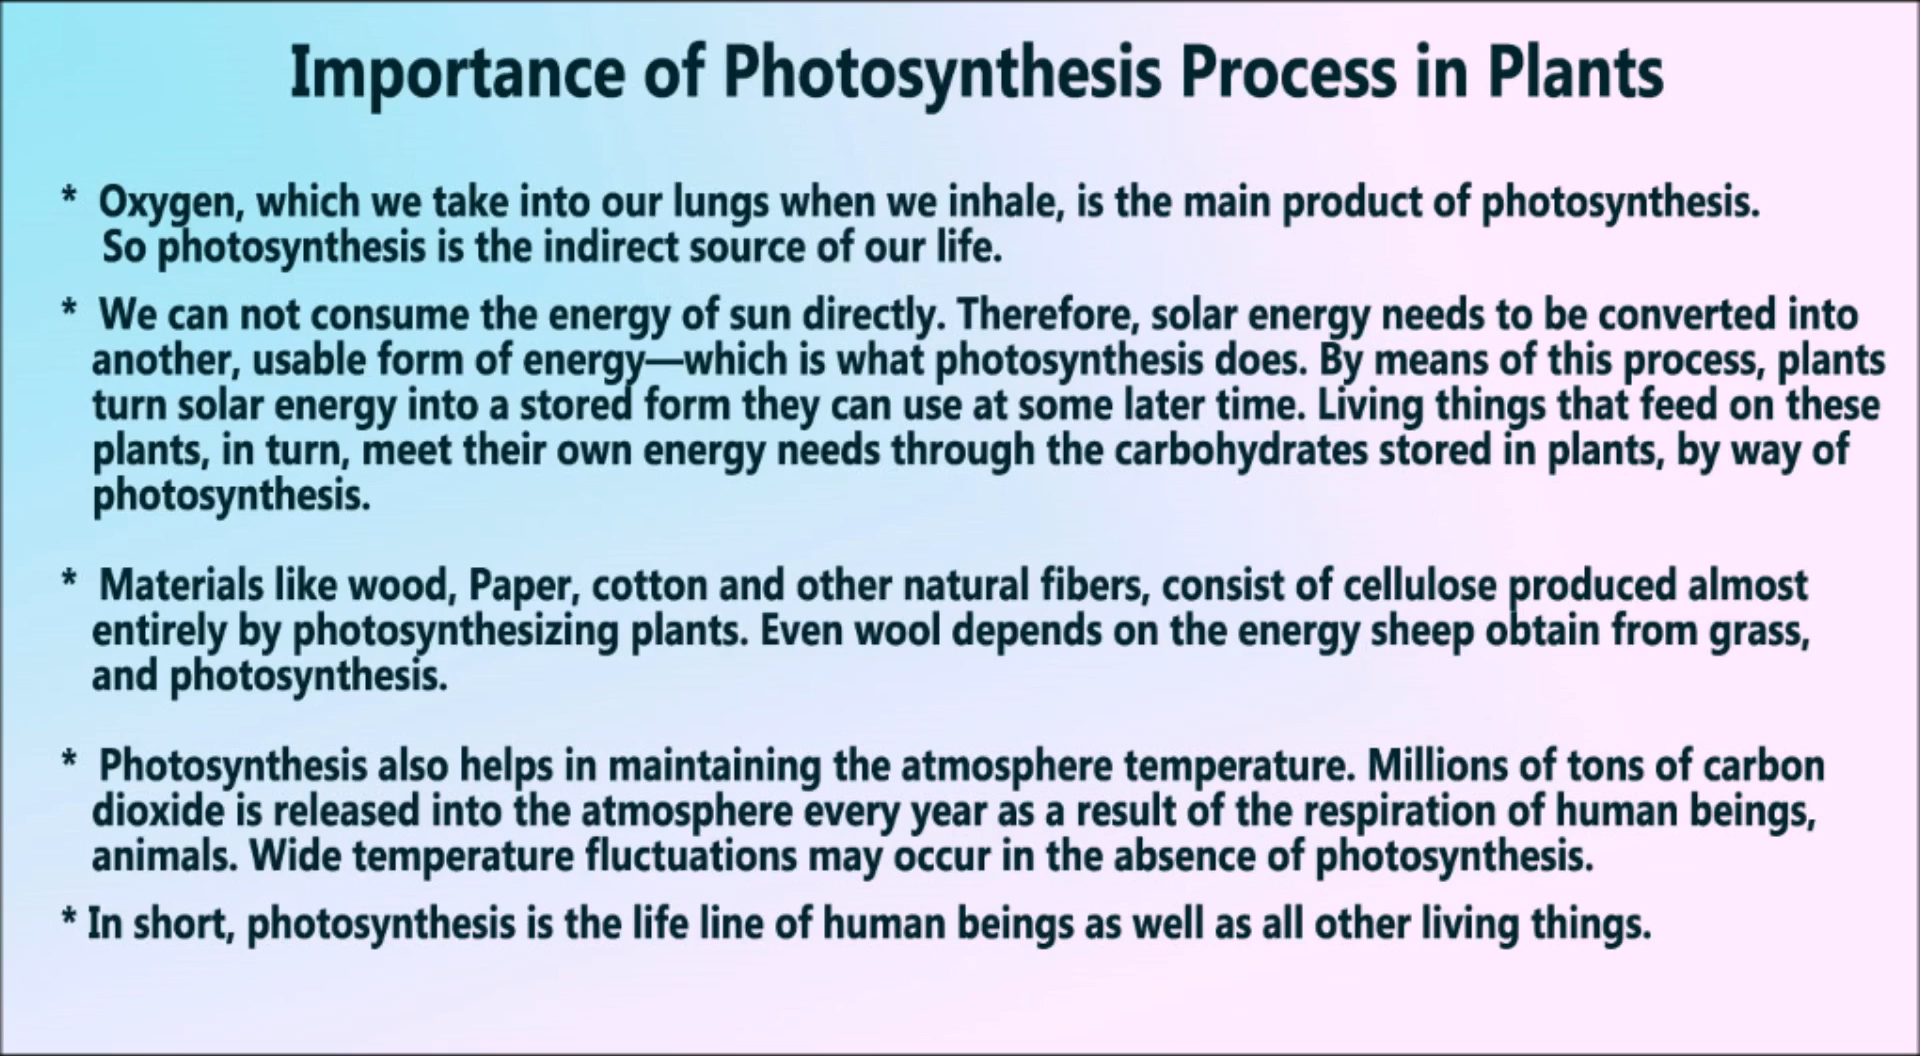 Importance of Photosynthesis Process in Plants
* Oxygen, which we take into our lungs when we inhale, is the main product of photosynthesis.
So photosynthesis is the indirect source of our life.
* We can not consume the energy of sun directly. Therefore, solar energy needs to be converted into
another, usable form of energy—which is what photosynthesis does. By means of this process, plants
turn solar energy into a stored form they can use at some later time. Living things that feed on these
plants, in turn, meet their own energy needs through the carbohydrates stored in plants, by way of
photosynthesis.
* Materials like wood, Paper, cotton and other natural fibers, consist of cellulose produced almost
entirely by photosynthesizing plants. Even wool depends on the energy sheep obtain from grass,
and photosynthesis.
* Photosynthesis also helps in maintaining the atmosphere temperature. Millions of tons of carbon
dioxide is released into the atmosphere every year as a result of the respiration of human beings,
animals. Wide temperature fluctuations may occur in the absence of photosynthesis.
* In short, photosynthesis is the life line of human beings as well as all other living things.